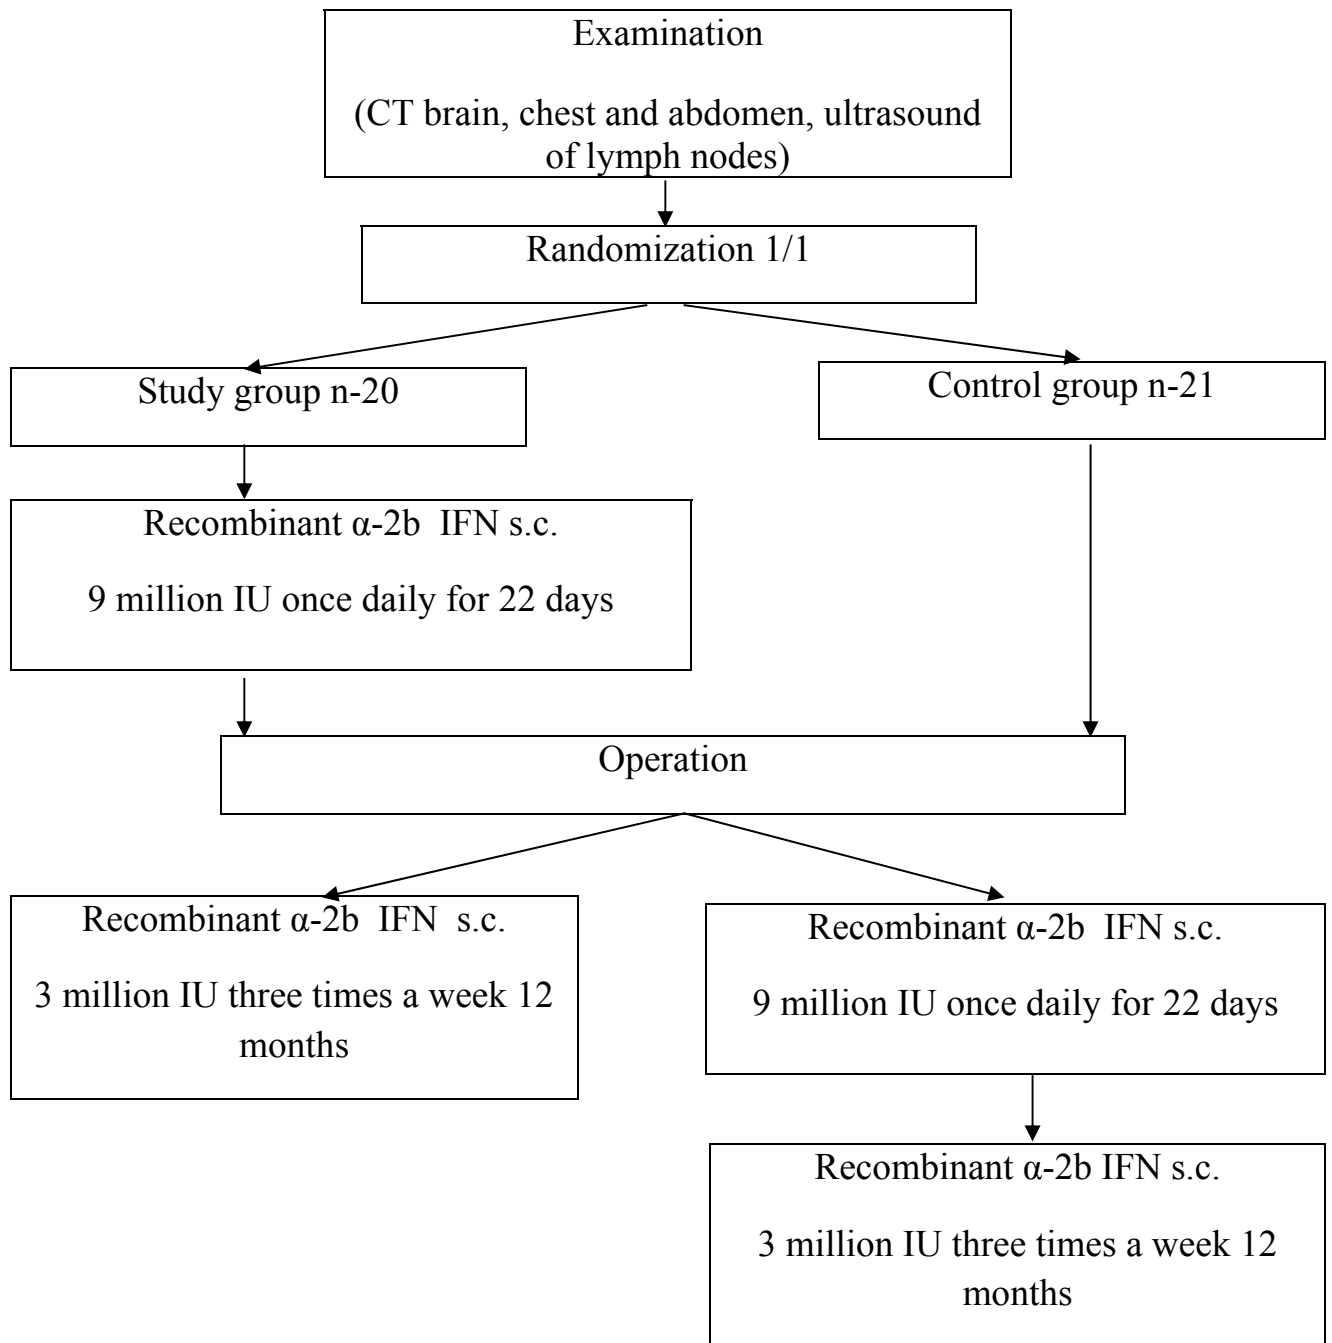 Examination
(CT brain, chest and abdomen, ultrasound
of lymph nodes)
Randomization 1/1
Study group n-20
Control group n-21
Recombinant α-2b IFN s.c.
9 million IU once daily for 22 days
Operation
Recombinant α-2b IFN s.c.
3 million IU three times a week 12
months
Recombinant α-2b IFN s.c.
9 million IU once daily for 22 days
Recombinant α-2b IFN s.c.
3 million IU three times a week 12
months